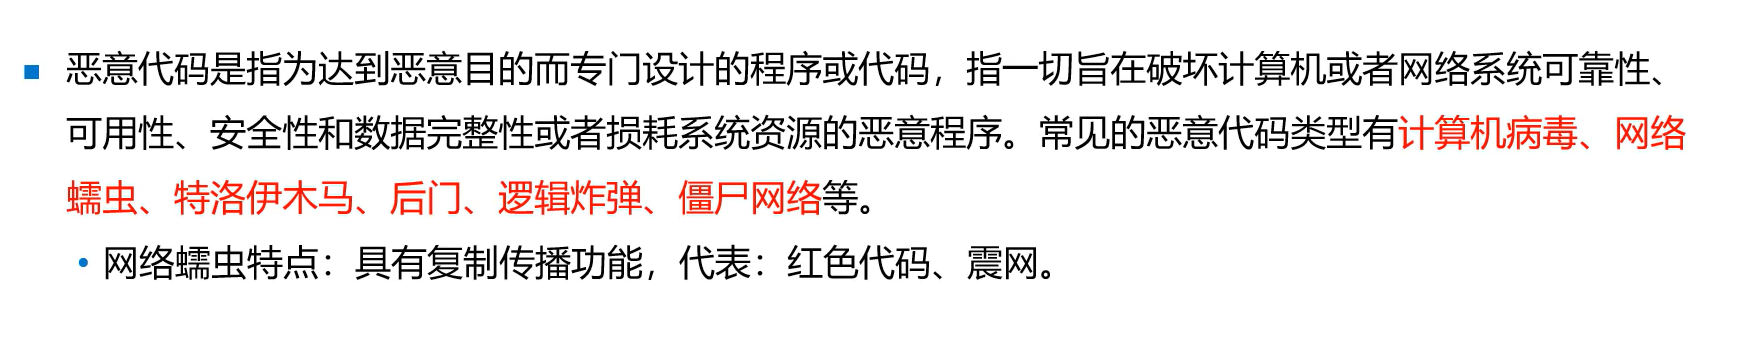 ■ 恶意代码是指为达到恶意目的而专门设计的程序或代码，指一切旨在破坏计算机或者网络系统可靠性、
可用性、安全性和数据完整性或者损耗系统资源的恶意程序。常见的恶意代码类型有计算机病毒、网络
蠕虫、特洛伊木马、后门、逻辑炸弹、僵尸网络等。
• 网络蠕虫特点：具有复制传播功能，代表：红色代码、震网。